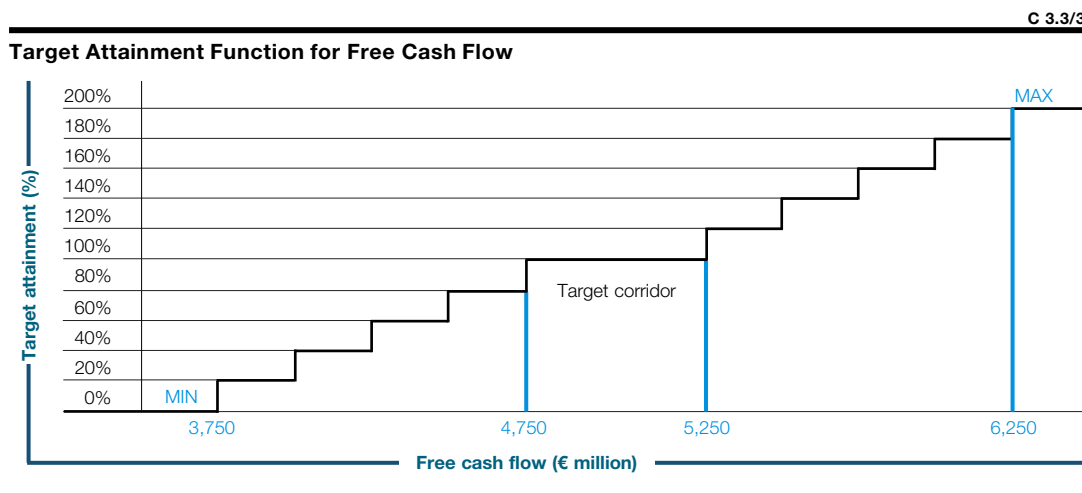 C 3.3/3
Target Attainment Function for Free Cash Flow
200%
MAX
180%
160%
140%
120%
100%
80%
Target corridor
60%
40%
20%
0%
MIN
3,750
4,750
5,250
6,250
Target attainment (%)
Free cash flow (€ million)